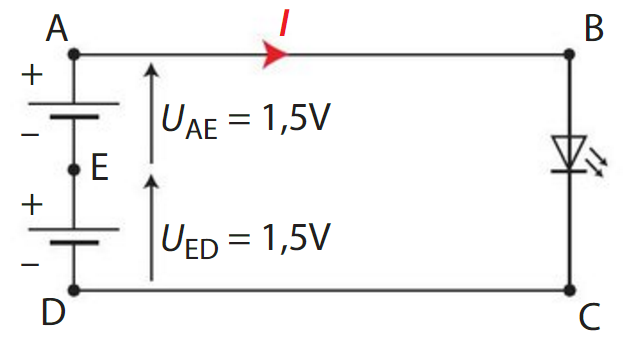 I
A
B
+
U_AE = 1,5V
−
E
+
U_ED = 1,5V
−
D
C